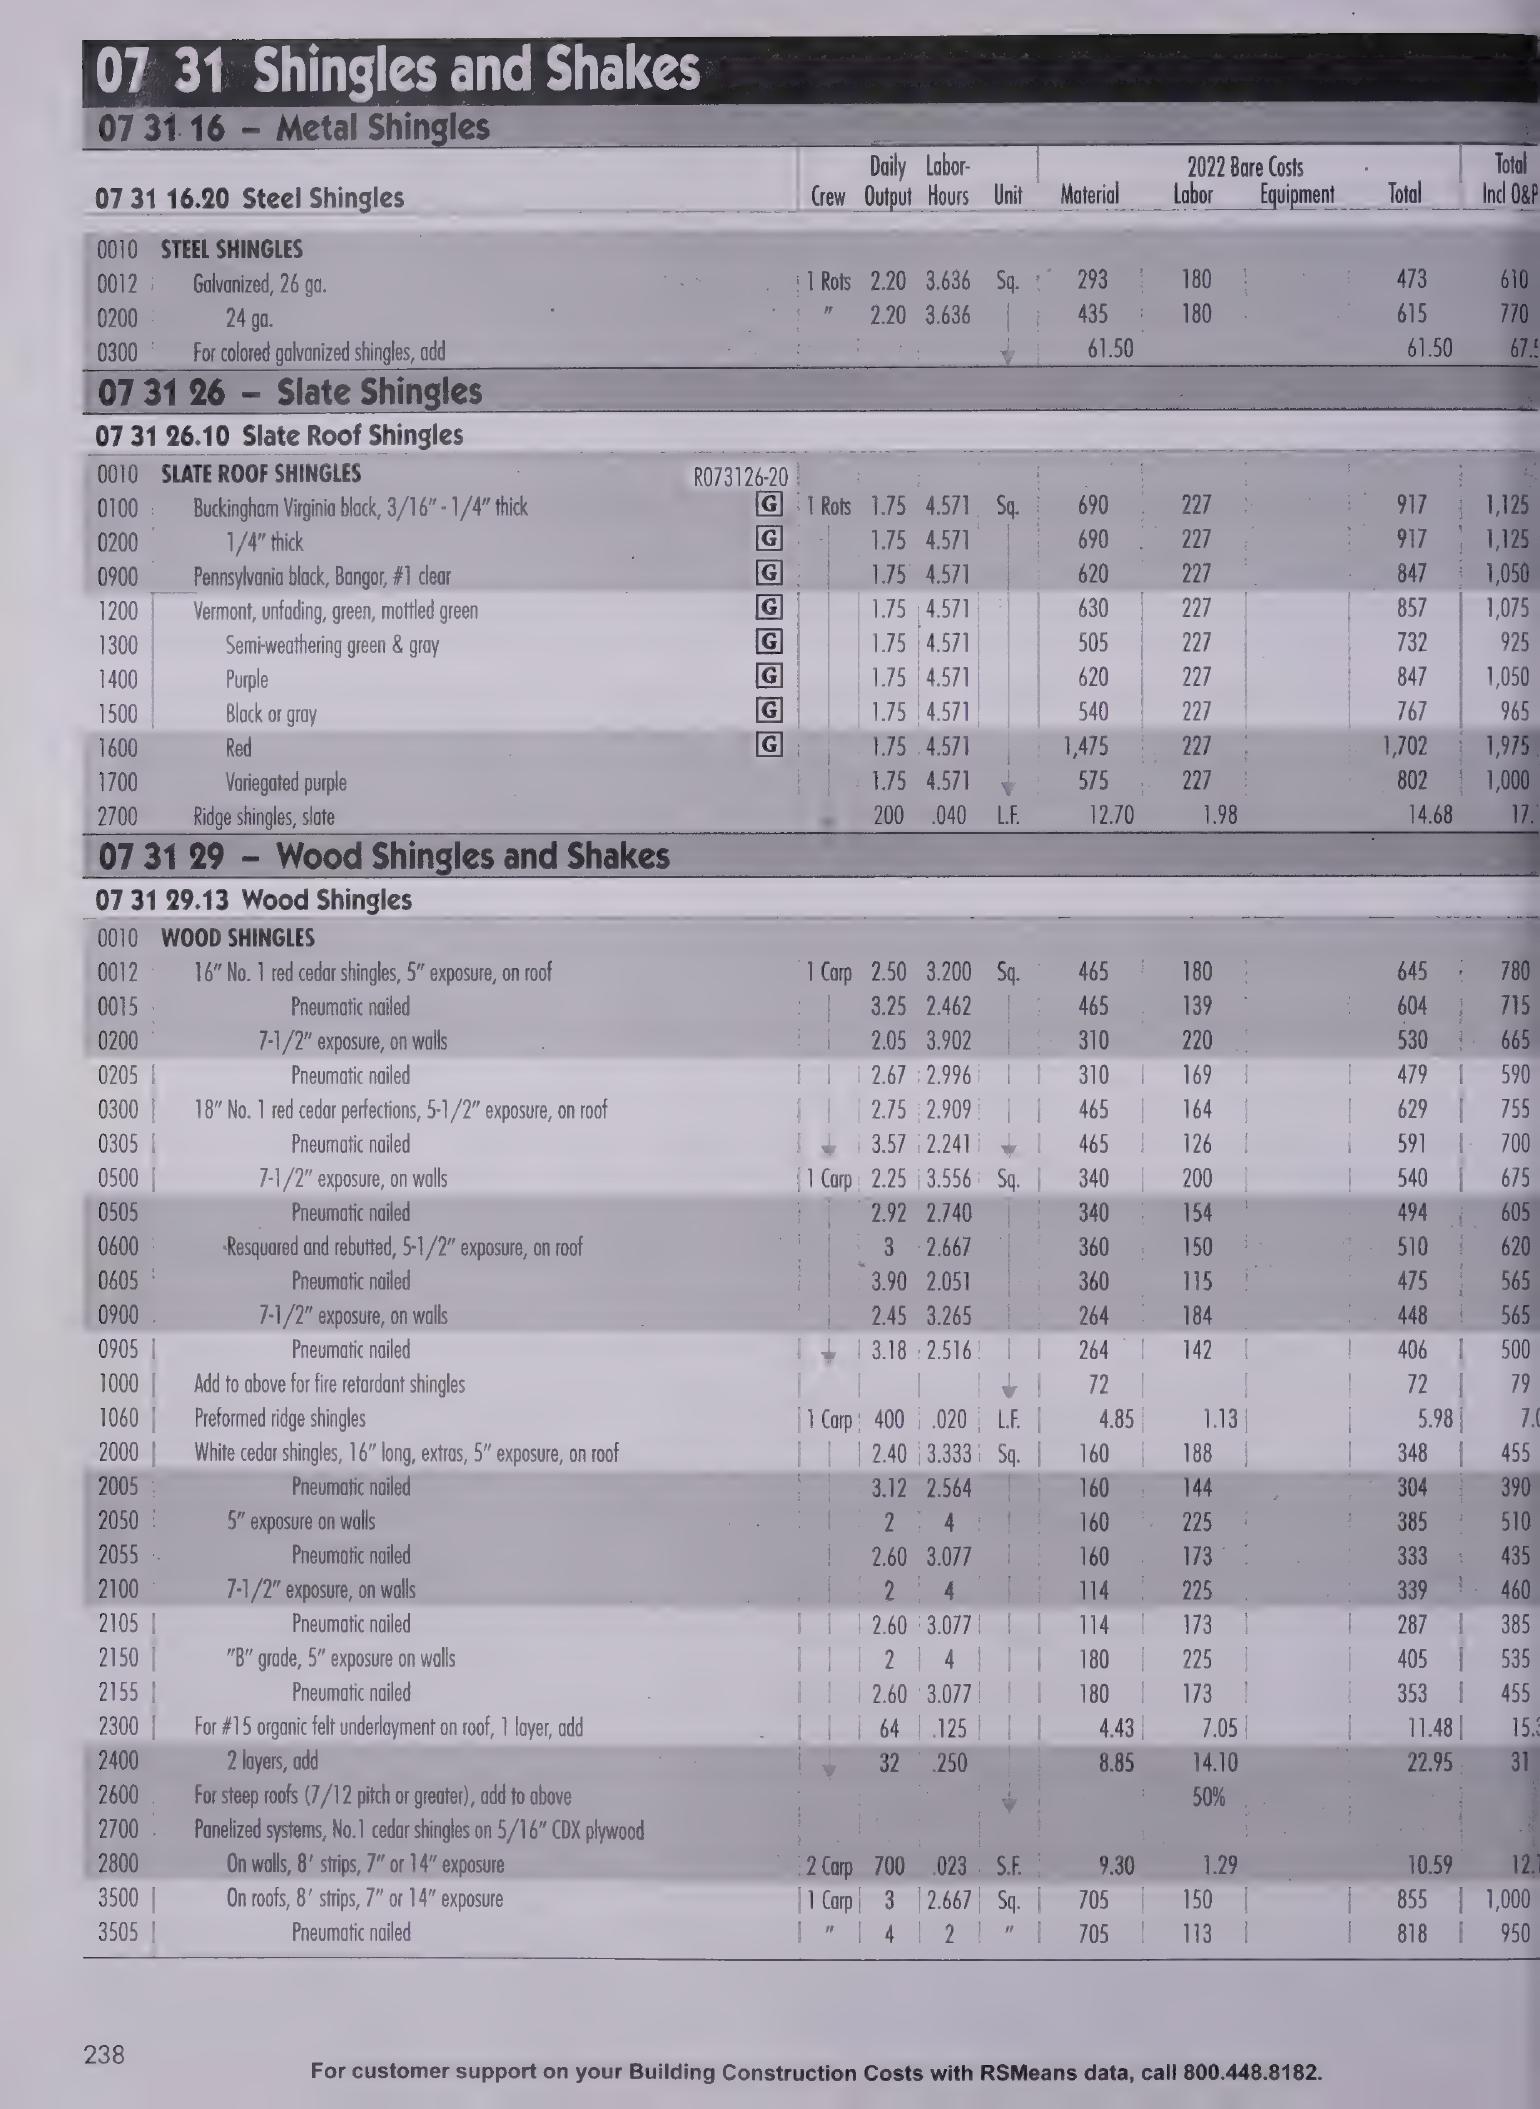 07 31 Shingles and Shakes
07 31 16 – Metal Shingles
Daily Labor- 2022 Bare Costs Total
07 31 16.20 Steel Shingles Crew Output Hours Unit Material Labor Equipment Total Incl O&P
0010 STEEL SHINGLES
0012 Galvanized, 26 ga. 1 Rots 2.20 3.636 Sq. 293 180 473 610
0200 24 ga. " 2.20 3.636 435 180 615 770
0300 For colored galvanized shingles, add 61.50 61.50 67.5
07 31 26 – Slate Shingles
07 31 26.10 Slate Roof Shingles
0010 SLATE ROOF SHINGLES R073126-20
0100 Buckingham Virginia black, 3/16" - 1/4" thick G 1 Rots 1.75 4.571 Sq. 690 227 917 1,125
0200 1/4" thick G 1.75 4.571 690 227 917 1,125
0900 Pennsylvania black, Bangor, #1 clear G 1.75 4.571 620 227 847 1,050
1200 Vermont, unfading, green, mottled green G 1.75 4.571 630 227 857 1,075
1300 Semi-weathering green & gray G 1.75 4.571 505 227 732 925
1400 Purple G 1.75 4.571 620 227 847 1,050
1500 Black or gray G 1.75 4.571 540 227 767 965
1600 Red G 1.75 4.571 1,475 227 1,702 1,975
1700 Variegated purple 1.75 4.571 575 227 802 1,000
2700 Ridge shingles, slate 200 .040 L.F. 12.70 1.98 14.68 17.
07 31 29 – Wood Shingles and Shakes
07 31 29.13 Wood Shingles
0010 WOOD SHINGLES
0012 16" No. 1 red cedar shingles, 5" exposure, on roof 1 Carp 2.50 3.200 Sq. 465 180 645 780
0015 Pneumatic nailed 3.25 2.462 465 139 604 715
0200 7-1/2" exposure, on walls 2.05 3.902 310 220 530 665
0205 Pneumatic nailed 2.67 2.996 310 169 479 590
0300 18" No. 1 red cedar perfections, 5-1/2" exposure, on roof 2.75 2.909 465 164 629 755
0305 Pneumatic nailed 3.57 2.241 465 126 591 700
0500 7-1/2" exposure, on walls 1 Carp 2.25 3.556 Sq. 340 200 540 675
0505 Pneumatic nailed 2.92 2.740 340 154 494 605
0600 Resquared and rebutted, 5-1/2" exposure, on roof 3 2.667 360 150 510 620
0605 Pneumatic nailed 3.90 2.051 360 115 475 565
0900 7-1/2" exposure, on walls 2.45 3.265 264 184 448 565
0905 Pneumatic nailed 3.18 2.516 264 142 406 500
1000 Add to above for fire retardant shingles 72 72 79
1060 Preformed ridge shingles 1 Carp 400 .020 L.F. 4.85 1.13 5.98 7.0
2000 White cedar shingles, 16" long, extras, 5" exposure, on roof 2.40 3.333 Sq. 160 188 348 455
2005 Pneumatic nailed 3.12 2.564 160 144 304 390
2050 5" exposure on walls 2 4 160 225 385 510
2055 Pneumatic nailed 2.60 3.077 160 173 333 435
2100 7-1/2" exposure, on walls 2 4 114 225 339 460
2105 Pneumatic nailed 2.60 3.077 114 173 287 385
2150 "B" grade, 5" exposure on walls 2 4 180 225 405 535
2155 Pneumatic nailed 2.60 3.077 180 173 353 455
2300 For #15 organic felt underlayment on roof, 1 layer, add 64 .125 4.43 7.05 11.48 15.3
2400 2 layers, add 32 .250 8.85 14.10 22.95 31
2600 For steep roofs (7/12 pitch or greater), add to above 50%
2700 Panelized systems, No.1 cedar shingles on 5/16" CDX plywood
2800 On walls, 8' strips, 7" or 14" exposure 2 Carp 700 .023 S.F. 9.30 1.29 10.59 12.1
3500 On roofs, 8' strips, 7" or 14" exposure 1 Carp 3 2.667 Sq. 705 150 855 1,000
3505 Pneumatic nailed " 4 2 " 705 113 818 950
238
For customer support on your Building Construction Costs with RSMeans data, call 800.448.8182.